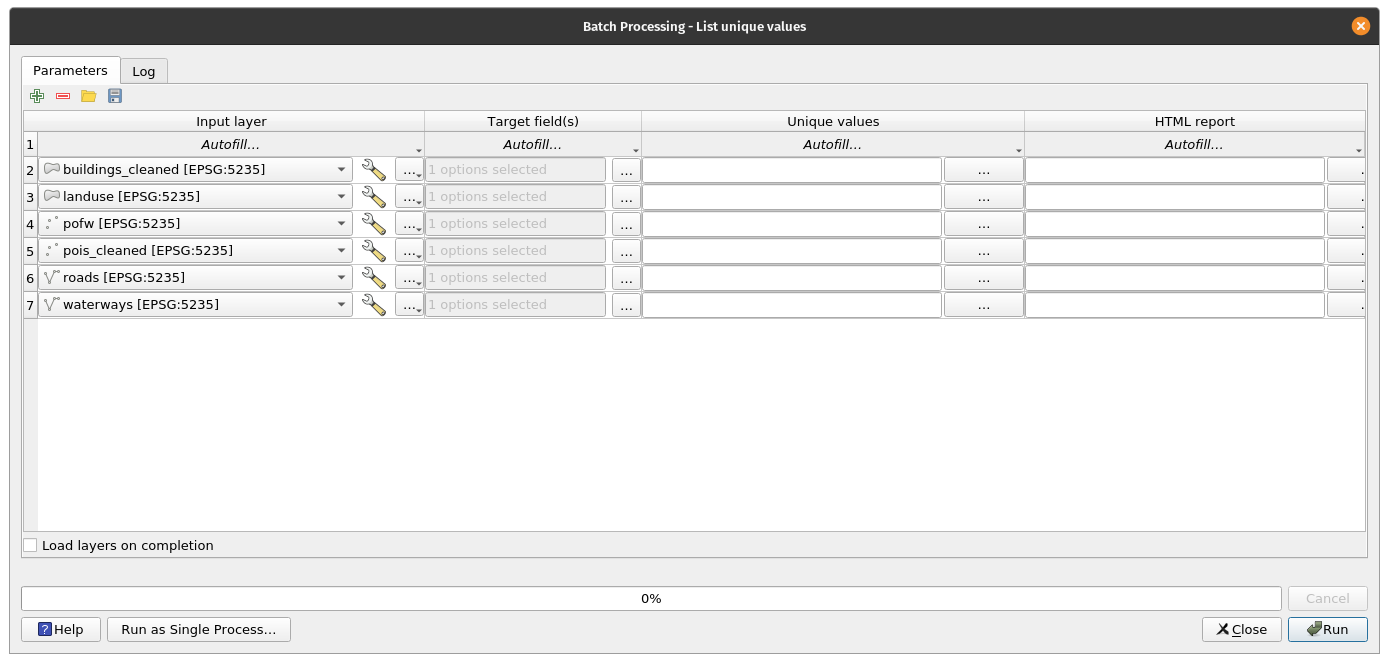 Batch Processing - List unique values
Parameters Log
Input layer Target field(s) Unique values HTML report
1 Autofill... Autofill... Autofill... Autofill...
2 buildings_cleaned [EPSG:5235] ... 1 options selected ... ... .
3 landuse [EPSG:5235] ... 1 options selected ... ... .
4 pofw [EPSG:5235] ... 1 options selected ... ... .
5 pois_cleaned [EPSG:5235] ... 1 options selected ... ... .
6 roads [EPSG:5235] ... 1 options selected ... ... .
7 waterways [EPSG:5235] ... 1 options selected ... ... .
Load layers on completion
0% Cancel
? Help Run as Single Process... Close Run